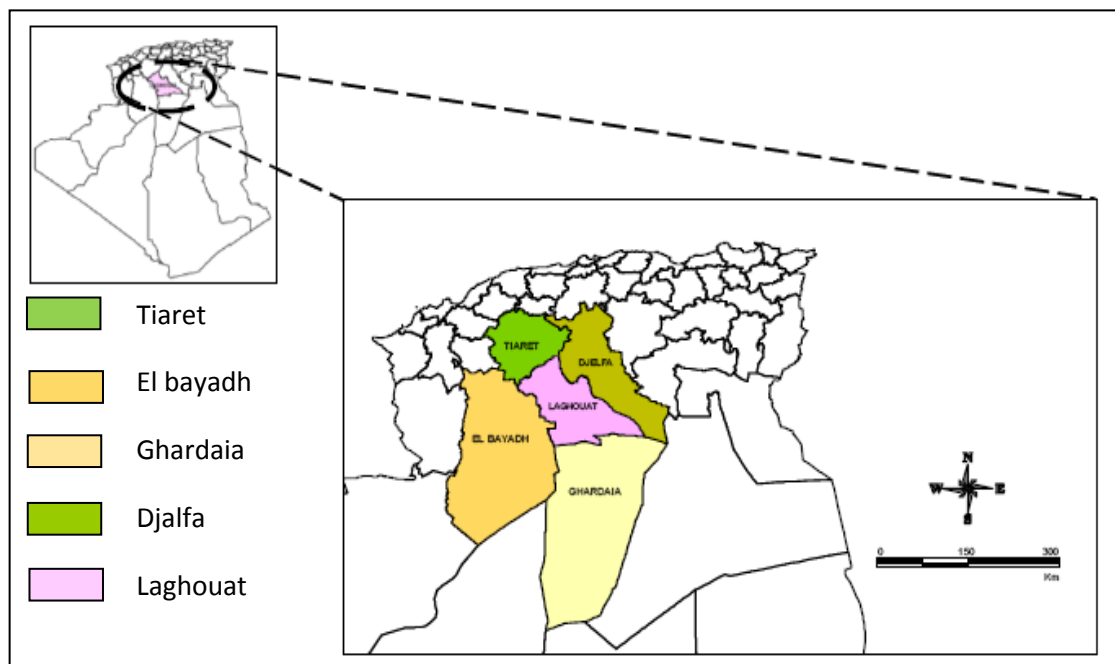 Tiaret
El bayadh
Ghardaia
Djalfa
Laghouat
TIARET
DJELFA
LAGHOUAT
EL BAYADH
GHARDAIA
N
W E
S
0 150 300
Km